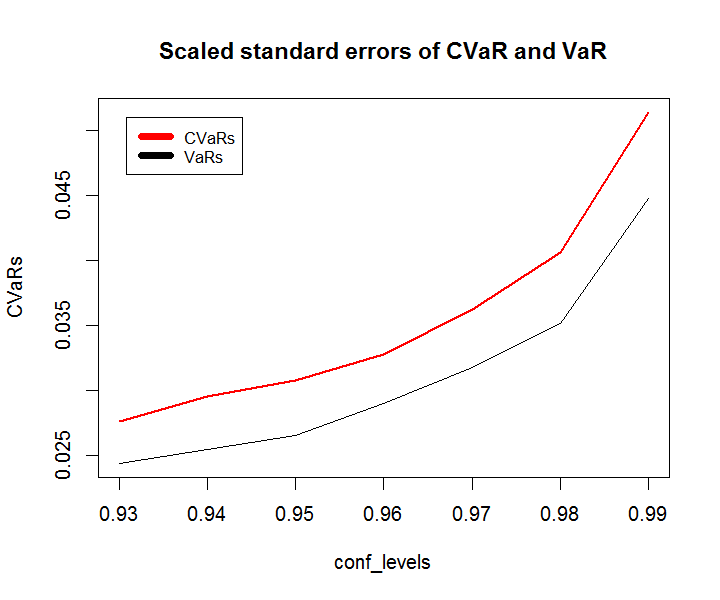 Scaled standard errors of CVaR and VaR
CVaRs
VaRs
CVaRs
0.045
0.035
0.025
0.93 0.94 0.95 0.96 0.97 0.98 0.99
conf_levels